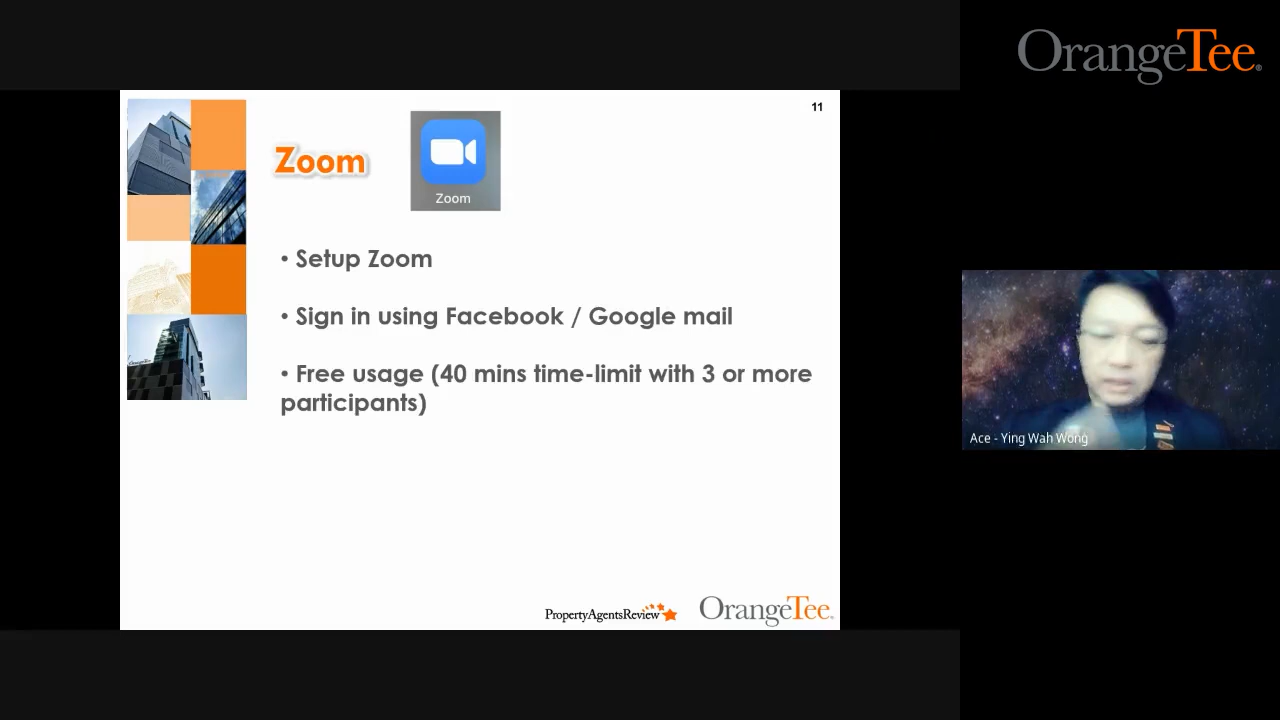 OrangeTee
11
Zoom
Zoom
• Setup Zoom
• Sign in using Facebook / Google mail
• Free usage (40 mins time-limit with 3 or more
participants)
Ace - Ying Wah Wong
PropertyAgentsReview
OrangeTee